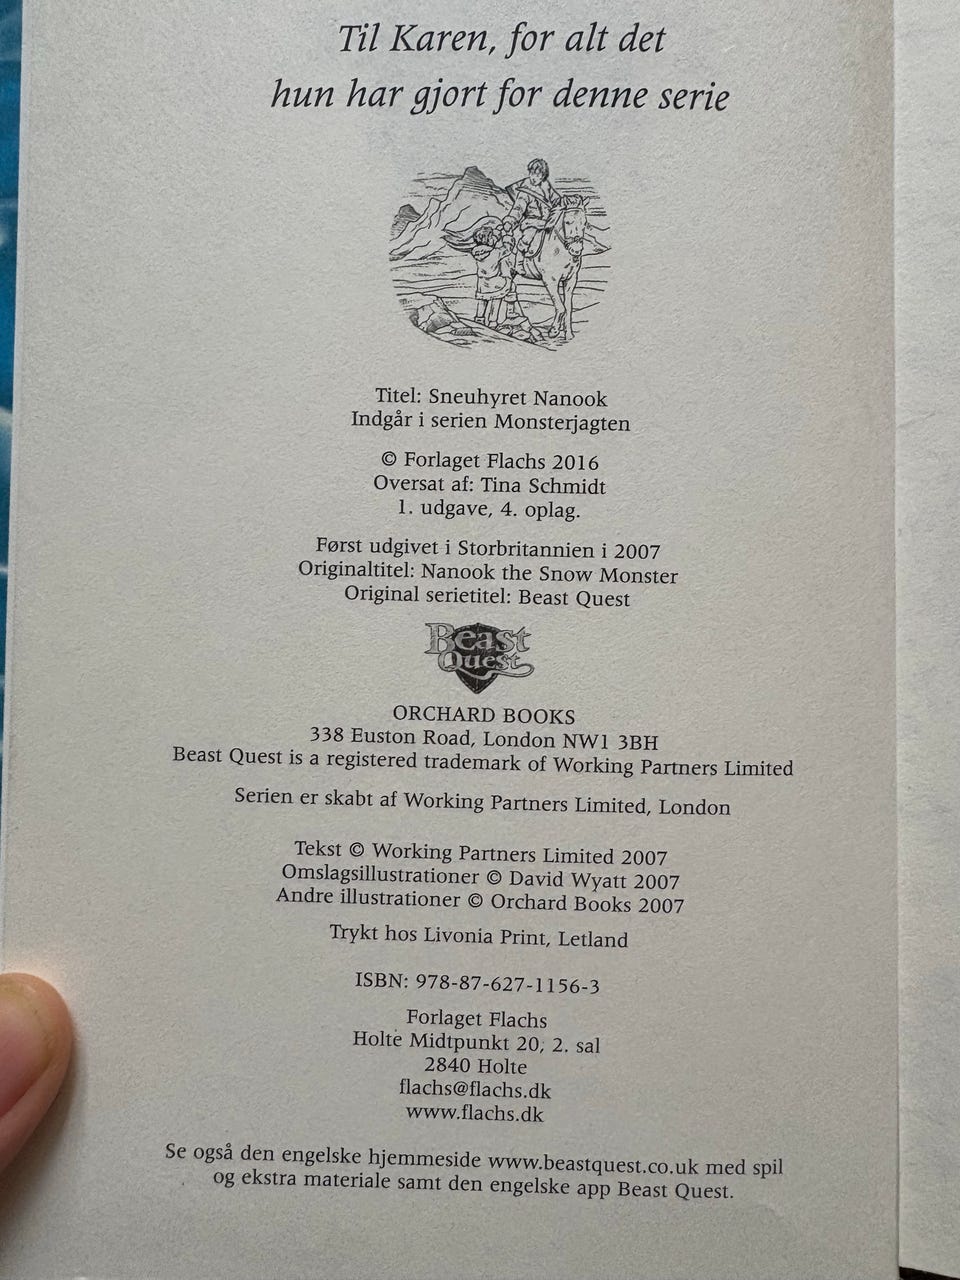 Til Karen, for alt det
hun har gjort for denne serie
Titel: Sneuhyret Nanook
Indgår i serien Monsterjagten
© Forlaget Flachs 2016
Oversat af: Tina Schmidt
1. udgave, 4. oplag.
Først udgivet i Storbritannien i 2007
Originaltitel: Nanook the Snow Monster
Original serietitel: Beast Quest
Beast
Quest
ORCHARD BOOKS
338 Euston Road, London NW1 3BH
Beast Quest is a registered trademark of Working Partners Limited
Serien er skabt af Working Partners Limited, London
Tekst © Working Partners Limited 2007
Omslagsillustrationer © David Wyatt 2007
Andre illustrationer © Orchard Books 2007
Trykt hos Livonia Print, Letland
ISBN: 978-87-627-1156-3
Forlaget Flachs
Holte Midtpunkt 20, 2. sal
2840 Holte
flachs@flachs.dk
www.flachs.dk
Se også den engelske hjemmeside www.beastquest.co.uk med spil
og ekstra materiale samt den engelske app Beast Quest.